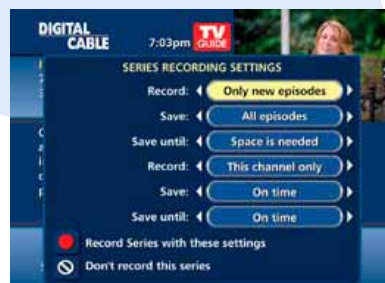 DIGITAL
CABLE
7:03pm
TV
GUIDE
SERIES RECORDING SETTINGS
Record: Only new episodes
Save: All episodes
Save until: Space is needed
Record: This channel only
Save: On time
Save until: On time
Record Series with these settings
Don't record this series